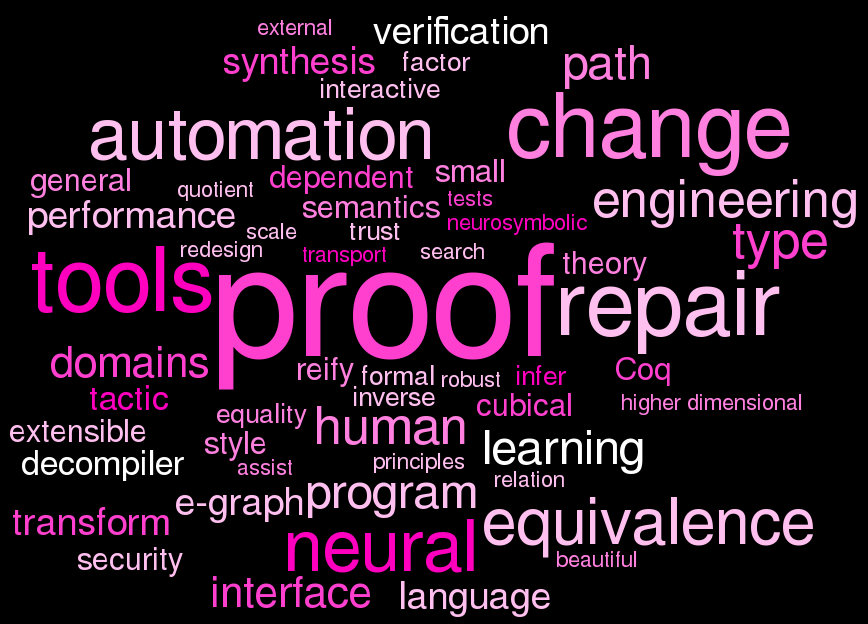 external
verification
synthesis
factor
path
interactive
change
automation
general
quotient
dependent
small
tests
engineering
performance
scale
semantics
trust
neurosymbolic
type
redesign
transport
search
theory
tools
proof
repair
domains
reify
formal
robust
infer
Coq
tactic
inverse
cubical
higher dimensional
extensible
equality
style
human
learning
decompiler
assist
principles
relation
e-graph
program
transform
neural
equivalence
security
beautiful
interface
language